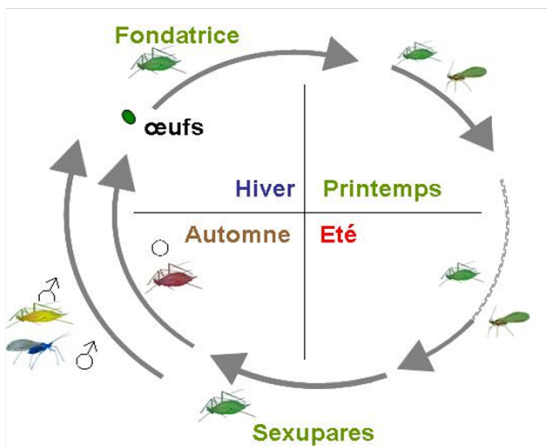 Fondatrice
œufs
Hiver
Printemps
Automne
Eté
Sexupares